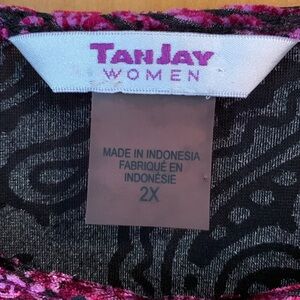 TANJAY
WOMEN
MADE IN INDONESIA
FABRIQUÉ EN
INDONÉSIE
2X